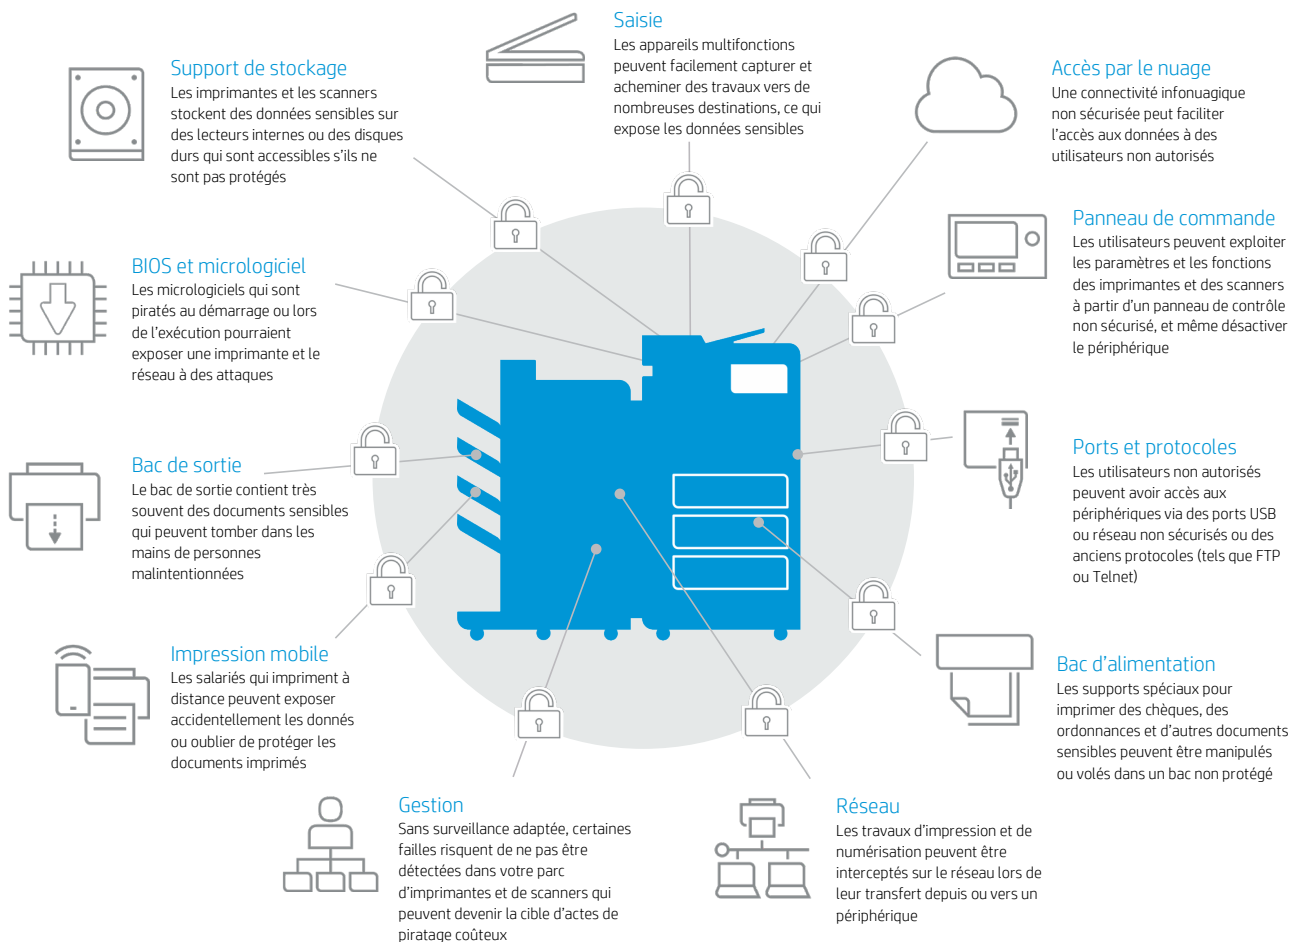 Saisie
Les appareils multifonctions
peuvent facilement capturer et
acheminer des travaux vers de
nombreuses destinations, ce qui
expose les données sensibles
Support de stockage
Les imprimantes et les scanners
stockent des données sensibles sur
des lecteurs internes ou des disques
durs qui sont accessibles s'ils ne
sont pas protégés
Accès par le nuage
Une connectivité infonuagique
non sécurisée peut faciliter
l'accès aux données à des
utilisateurs non autorisés
Panneau de commande
Les utilisateurs peuvent exploiter
les paramètres et les fonctions
des imprimantes et des scanners
à partir d'un panneau de contrôle
non sécurisé, et même désactiver
le périphérique
BIOS et micrologiciel
Les micrologiciels qui sont
piratés au démarrage ou lors
de l'exécution pourraient
exposer une imprimante et le
réseau à des attaques
Ports et protocoles
Les utilisateurs non autorisés
peuvent avoir accès aux
périphériques via des ports USB
ou réseau non sécurisés ou des
anciens protocoles (tels que FTP
ou Telnet)
Bac de sortie
Le bac de sortie contient très
souvent des documents sensibles
qui peuvent tomber dans les
mains de personnes
malintentionnées
Impression mobile
Les salariés qui impriment à
distance peuvent exposer
accidentellement les donnés
ou oublier de protéger les
documents imprimés
Bac d'alimentation
Les supports spéciaux pour
imprimer des chèques, des
ordonnances et d'autres documents
sensibles peuvent être manipulés
ou volés dans un bac non protégé
Gestion
Sans surveillance adaptée, certaines
failles risquent de ne pas être
détectées dans votre parc
d'imprimantes et de scanners qui
peuvent devenir la cible d'actes de
piratage coûteux
Réseau
Les travaux d'impression et de
numérisation peuvent être
interceptés sur le réseau lors de
leur transfert depuis ou vers un
périphérique